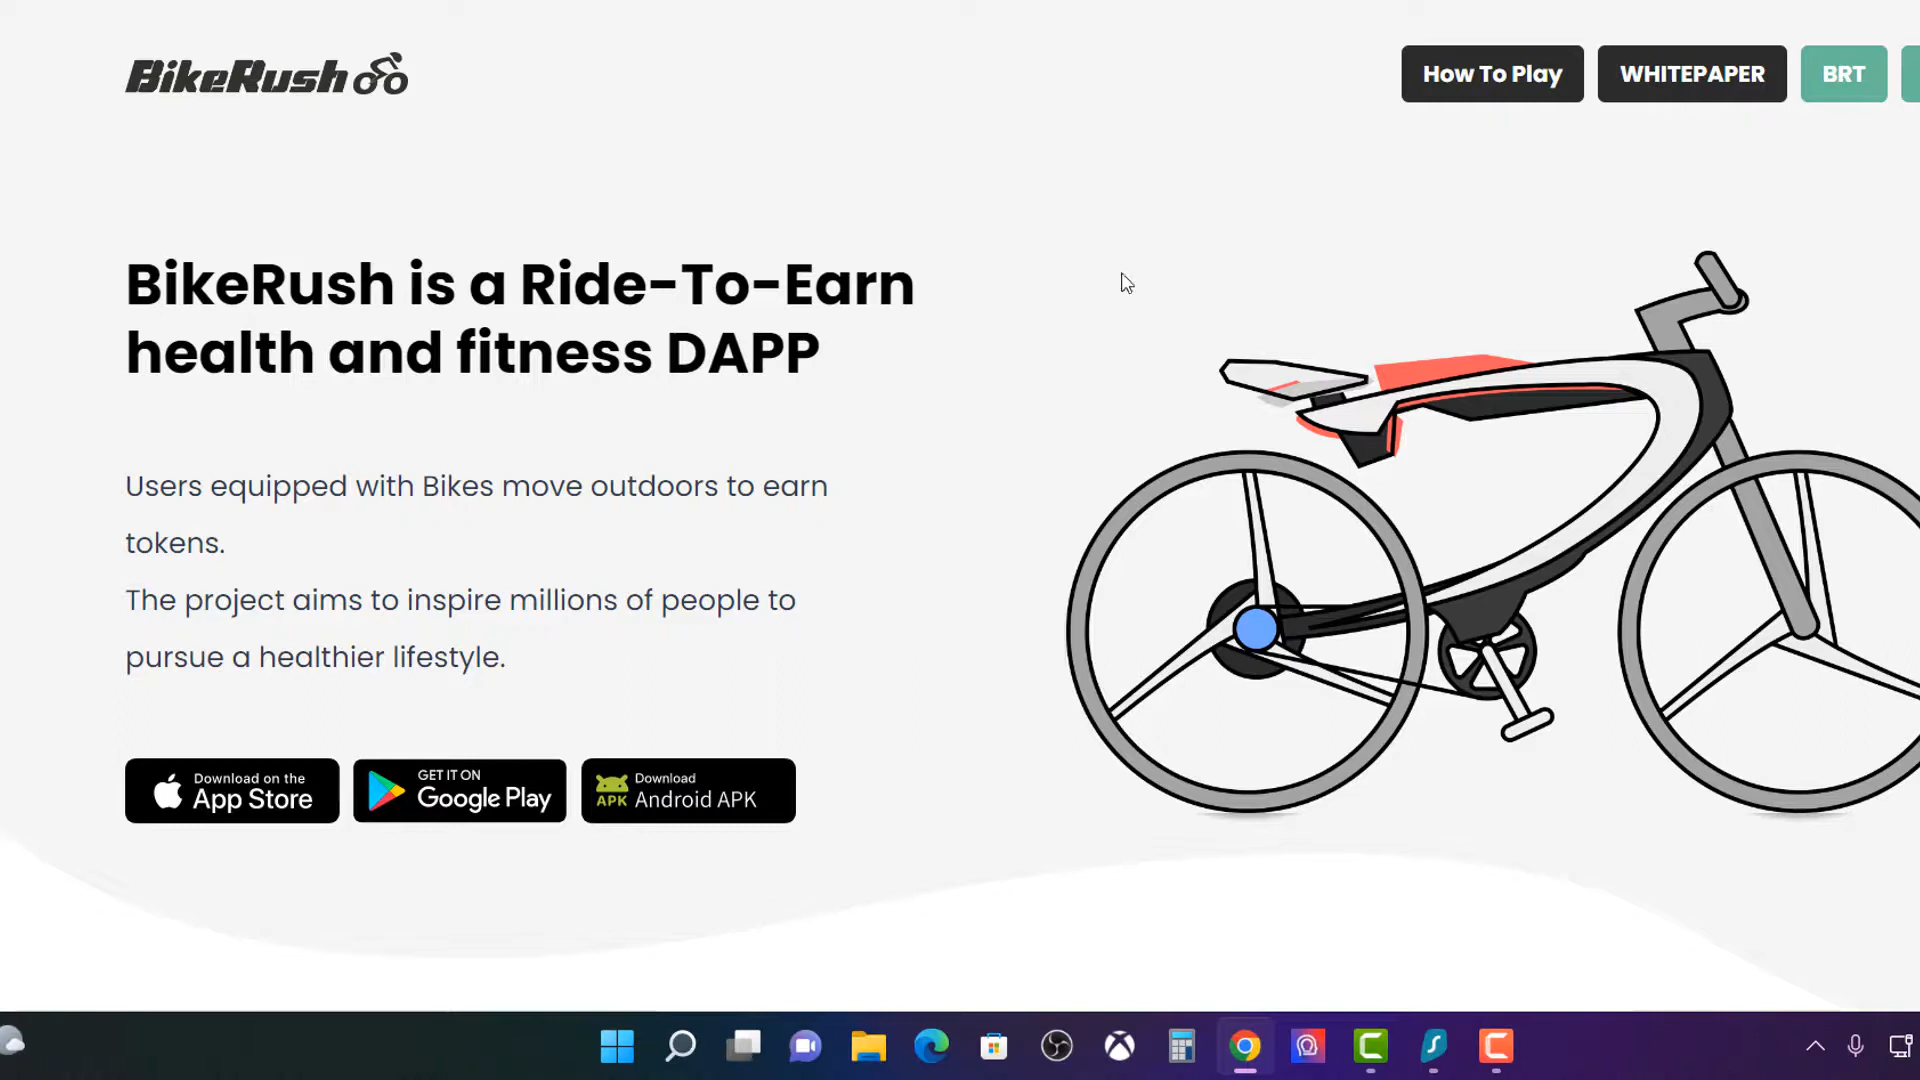 BikeRush
How To Play
WHITEPAPER
BRT
BikeRush is a Ride-To-Earn
health and fitness DAPP
Users equipped with Bikes move outdoors to earn
tokens.
The project aims to inspire millions of people to
pursue a healthier lifestyle.
Download on the
App Store
GET IT ON
Google Play
APK
Download
Android APK